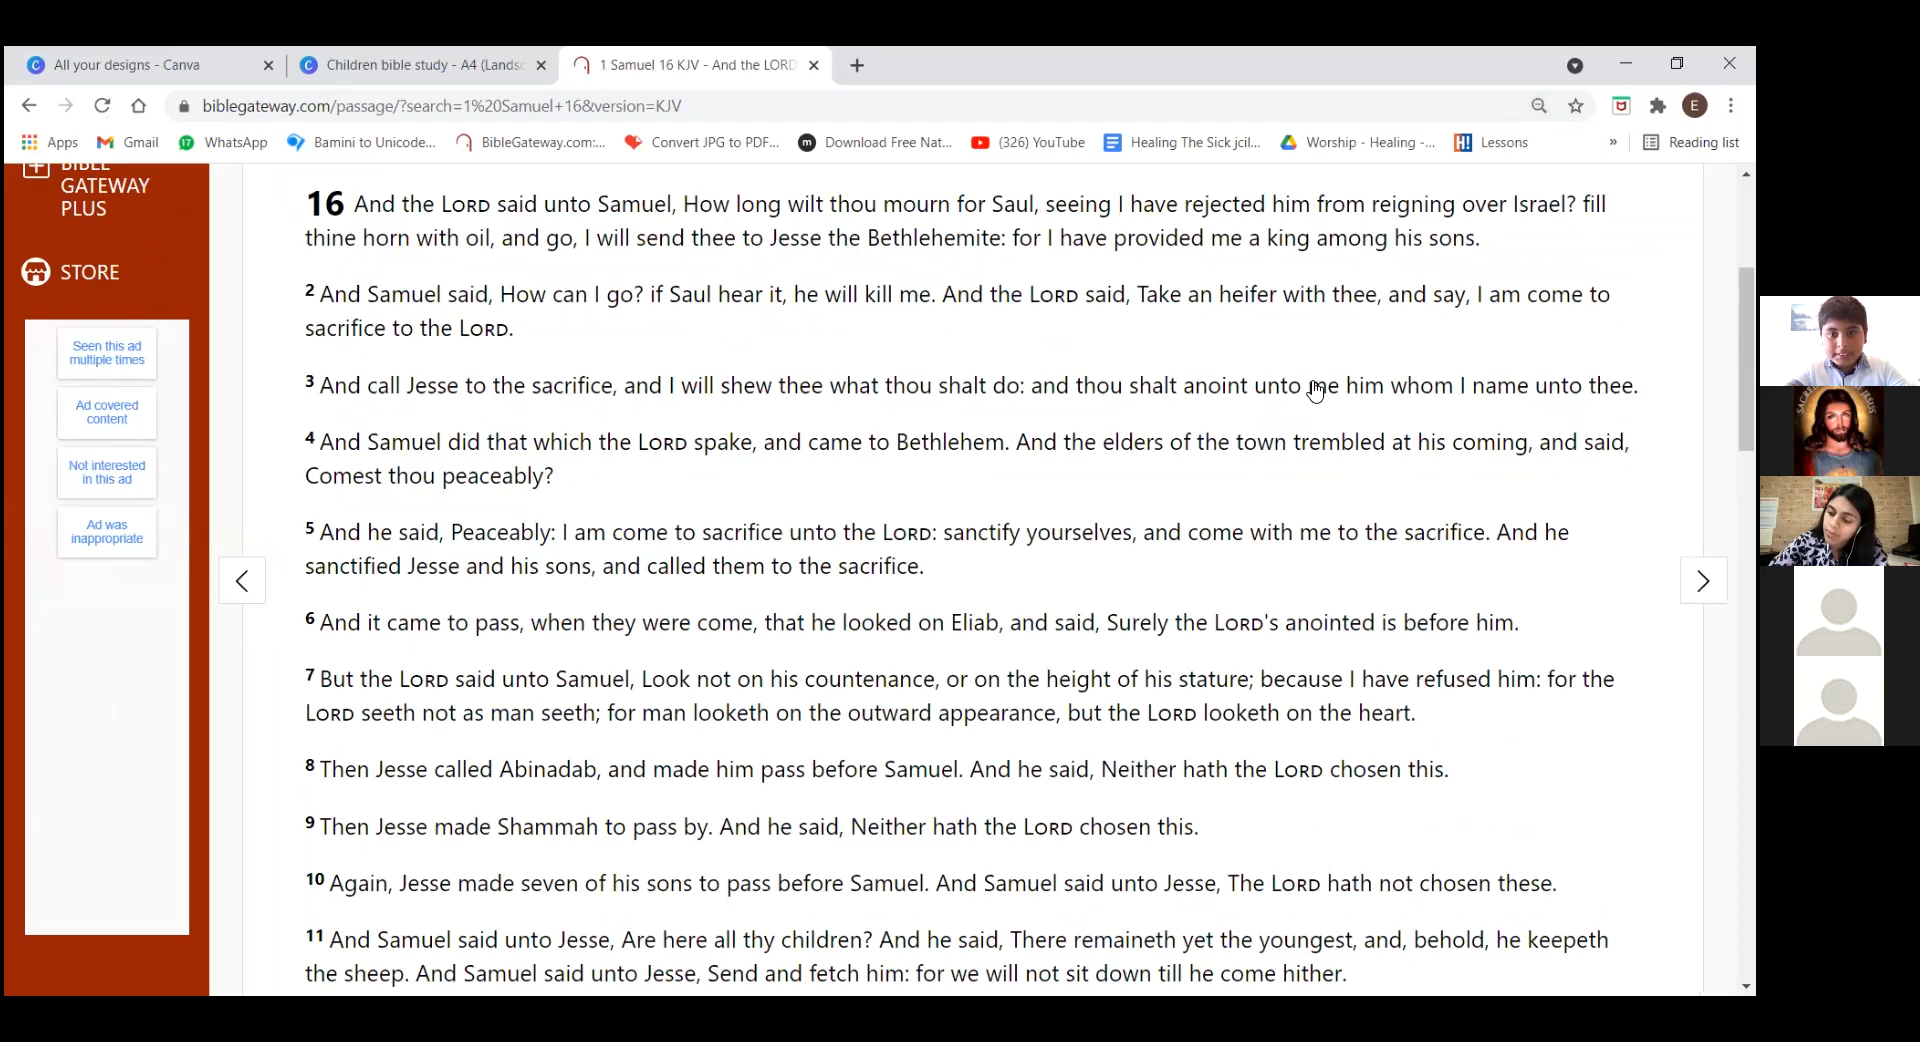 All your designs - Canva
Children bible study - A4 (Landsc
1 Samuel 16 KJV - And the LORD
biblegateway.com/passage/?search=1%20Samuel+16&version=KJV
E
Apps
Gmail
17 WhatsApp
Bamini to Unicode...
BibleGateway.com:...
Convert JPG to PDF...
m Download Free Nat...
(326) YouTube
Healing The Sick jcil...
Worship - Healing -...
H! Lessons
»
Reading list
BIBLE
GATEWAY
PLUS
STORE
Seen this ad
multiple times
Ad covered
content
Not interested
in this ad
Ad was
inappropriate
16 And the LORD said unto Samuel, How long wilt thou mourn for Saul, seeing I have rejected him from reigning over Israel? fill
thine horn with oil, and go, I will send thee to Jesse the Bethlehemite: for I have provided me a king among his sons.
2 And Samuel said, How can I go? if Saul hear it, he will kill me. And the LORD said, Take an heifer with thee, and say, I am come to
sacrifice to the LORD.
3 And call Jesse to the sacrifice, and I will shew thee what thou shalt do: and thou shalt anoint unto me him whom I name unto thee.
4 And Samuel did that which the LORD spake, and came to Bethlehem. And the elders of the town trembled at his coming, and said,
Comest thou peaceably?
5 And he said, Peaceably: I am come to sacrifice unto the LORD: sanctify yourselves, and come with me to the sacrifice. And he
sanctified Jesse and his sons, and called them to the sacrifice.
6 And it came to pass, when they were come, that he looked on Eliab, and said, Surely the LORD's anointed is before him.
7 But the LORD said unto Samuel, Look not on his countenance, or on the height of his stature; because I have refused him: for the
LORD seeth not as man seeth; for man looketh on the outward appearance, but the LORD looketh on the heart.
8 Then Jesse called Abinadab, and made him pass before Samuel. And he said, Neither hath the LORD chosen this.
9 Then Jesse made Shammah to pass by. And he said, Neither hath the LORD chosen this.
10 Again, Jesse made seven of his sons to pass before Samuel. And Samuel said unto Jesse, The LORD hath not chosen these.
11 And Samuel said unto Jesse, Are here all thy children? And he said, There remaineth yet the youngest, and, behold, he keepeth
the sheep. And Samuel said unto Jesse, Send and fetch him: for we will not sit down till he come hither.